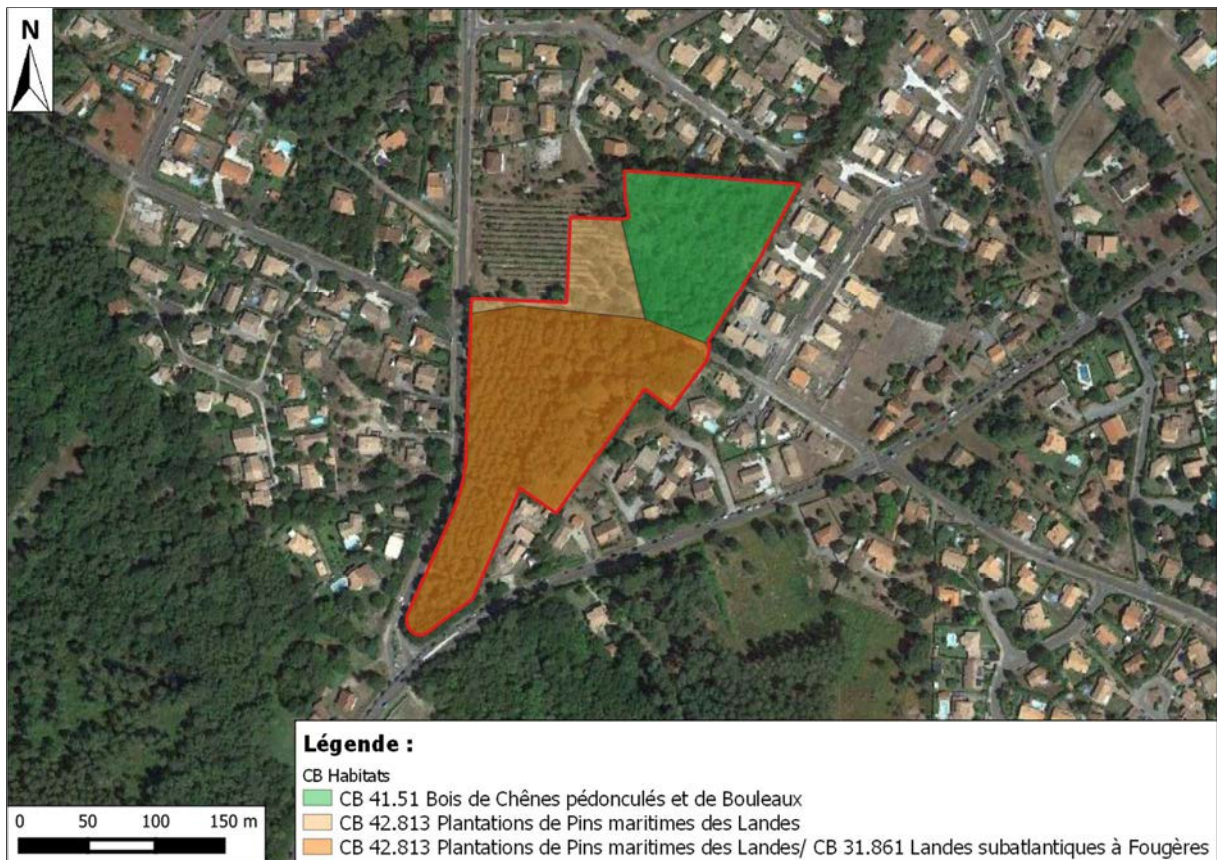 N
Légende :
CB Habitats
CB 41.51 Bois de Chênes pédonculés et de Bouleaux
CB 42.813 Plantations de Pins maritimes des Landes
CB 42.813 Plantations de Pins maritimes des Landes/ CB 31.861 Landes subatlantiques à Fougères
0 50 100 150 m